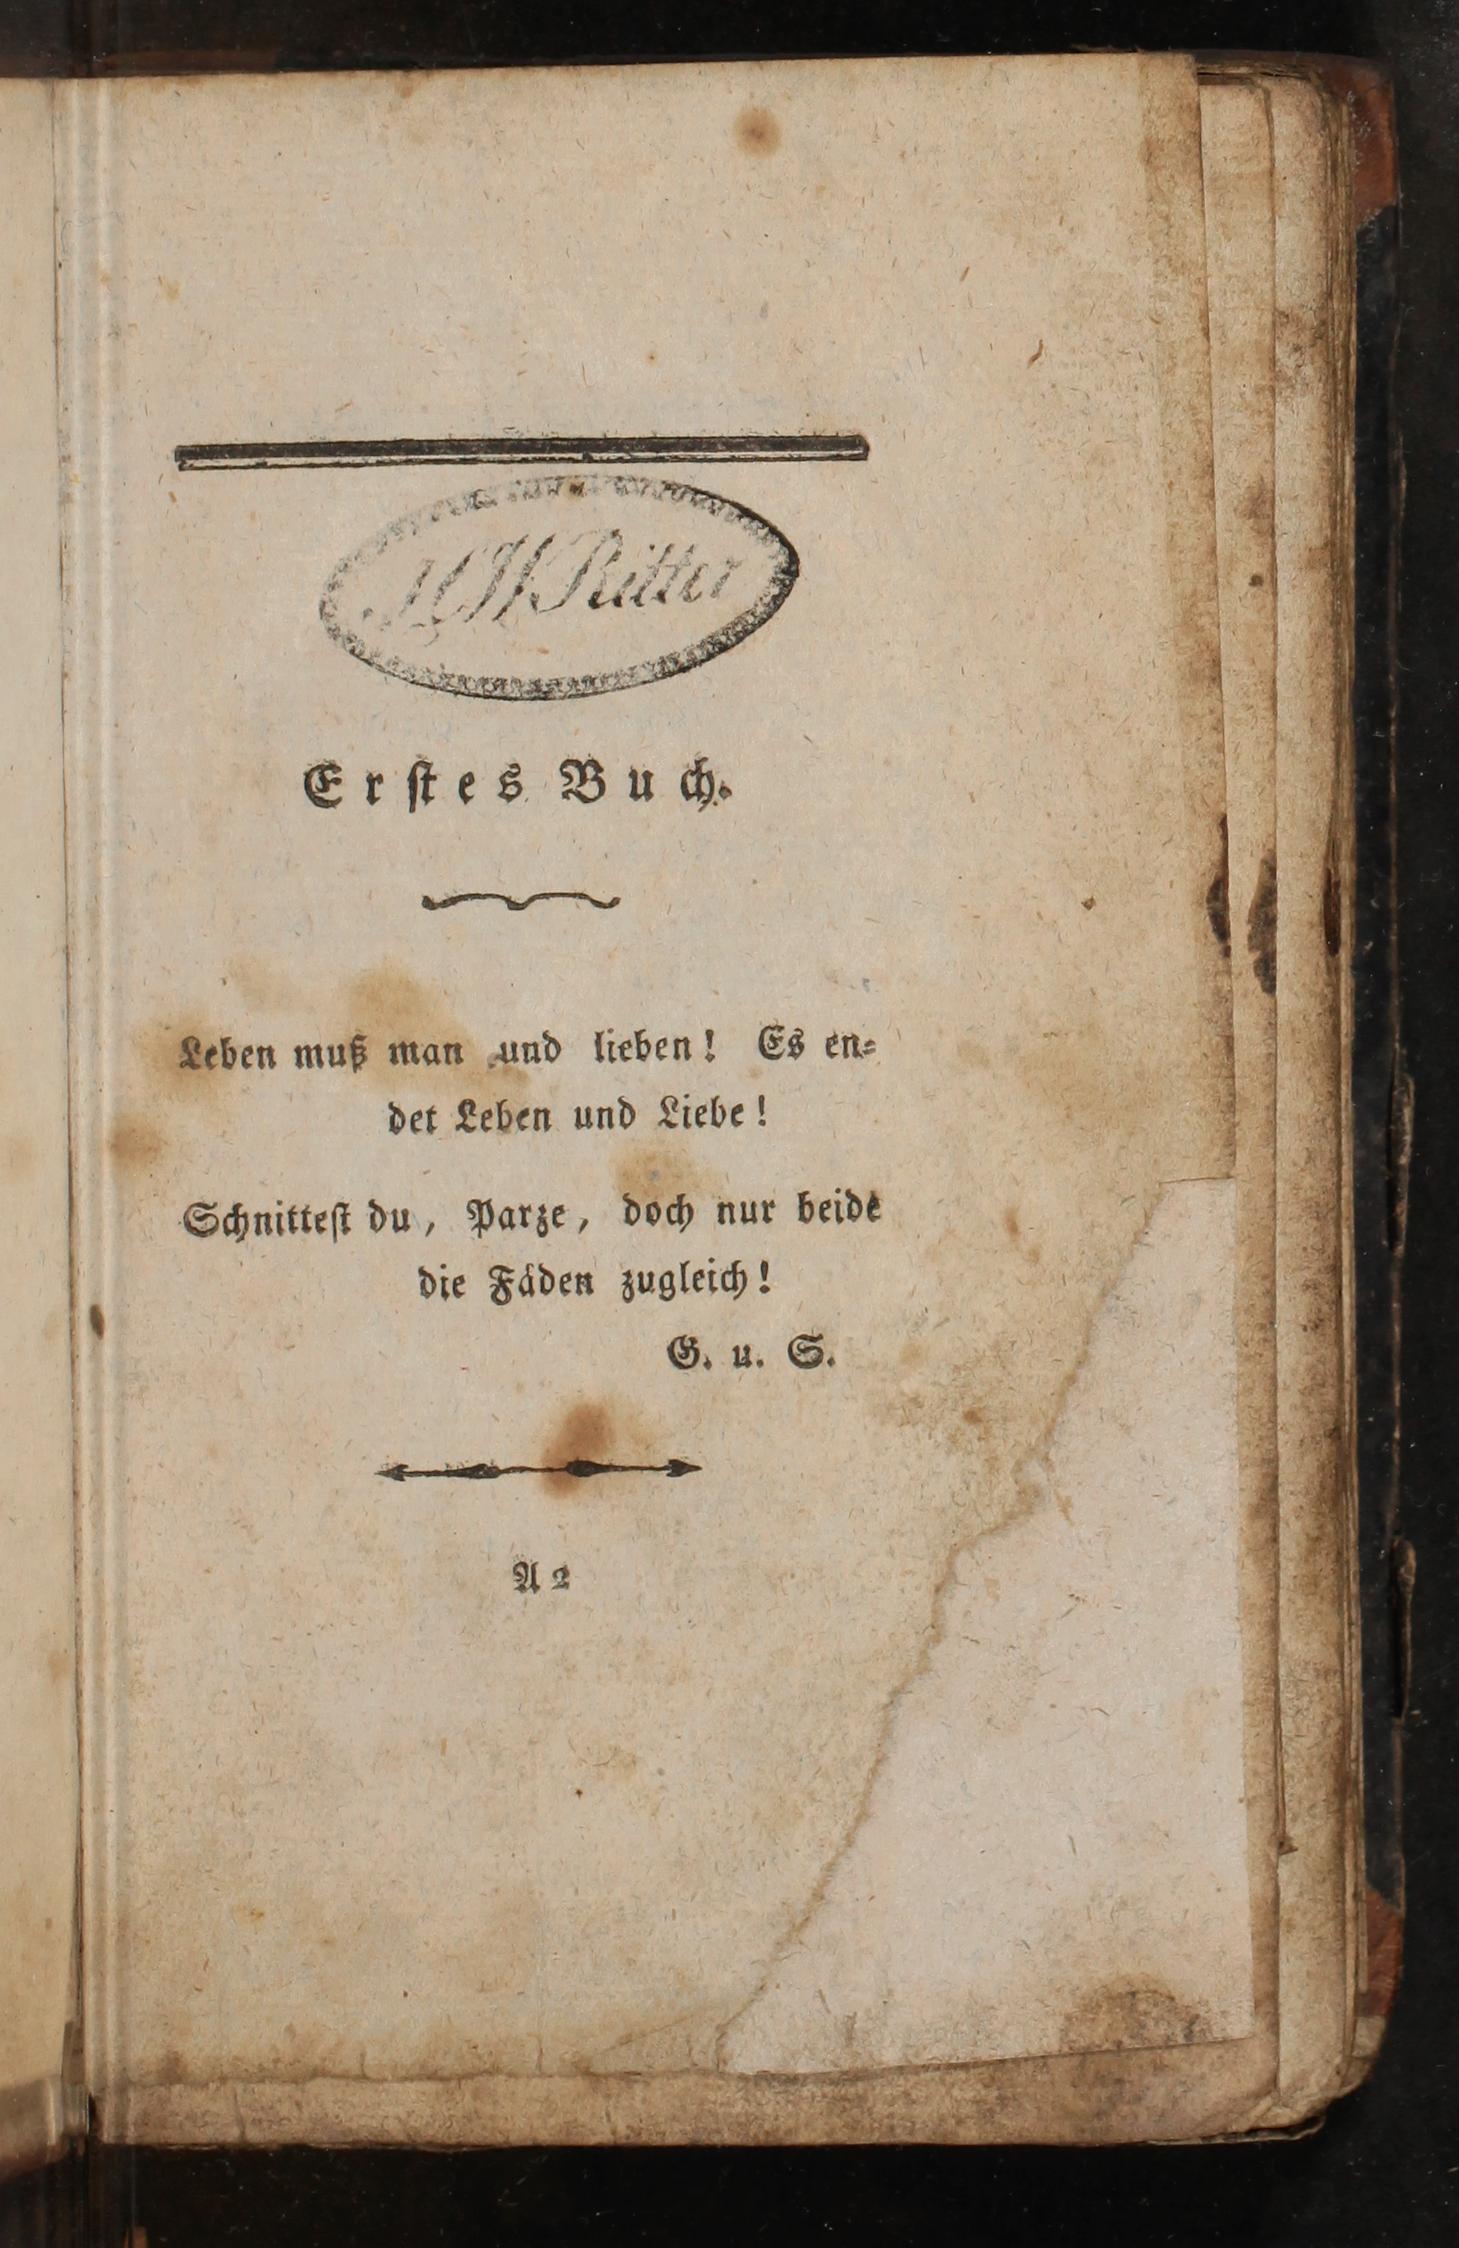 Ritter
Erſtes Buch.
Leben muß man und lieben! Es en⸗
det Leben und Liebe!
Schnitteſt du, Parze, doch nur beide
die Fäden zugleich!
G. u. S.
A 2